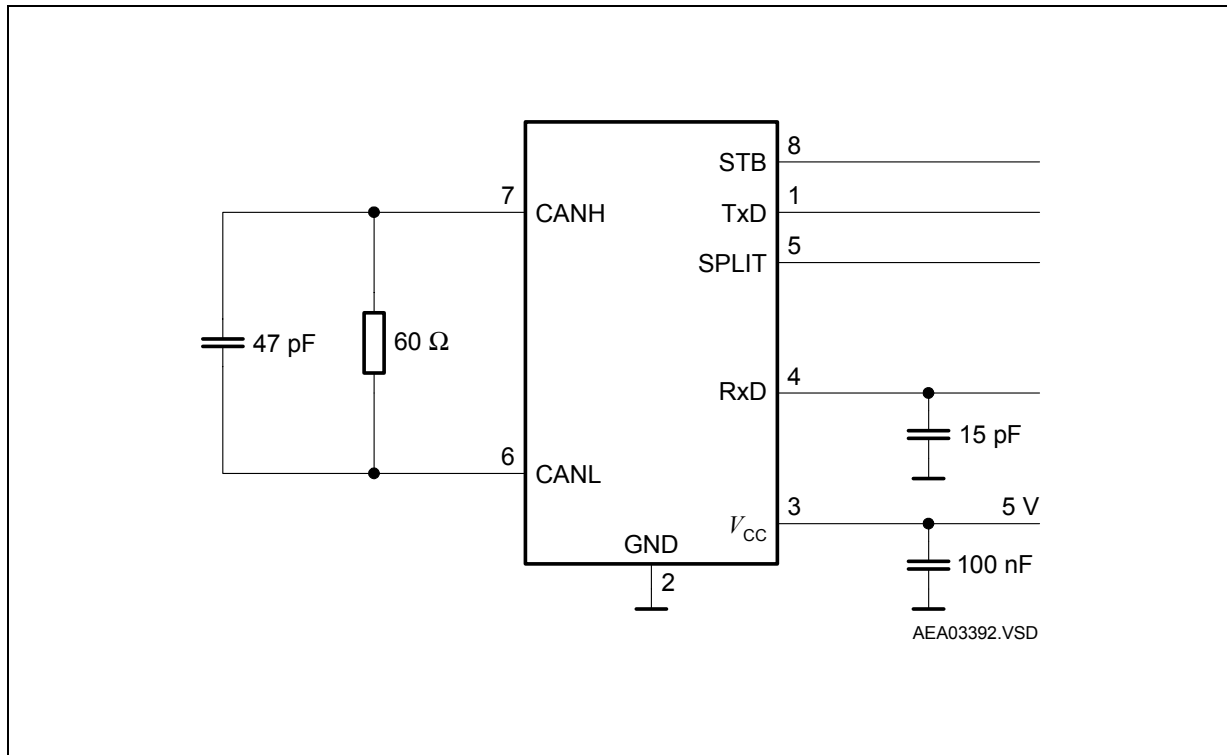 8
STB
1
TxD
7
CANH
5
SPLIT
47 pF
60 Ω
4
RxD
15 pF
6
CANL
3
5 V
VCC
GND
100 nF
2
AEA03392.VSD